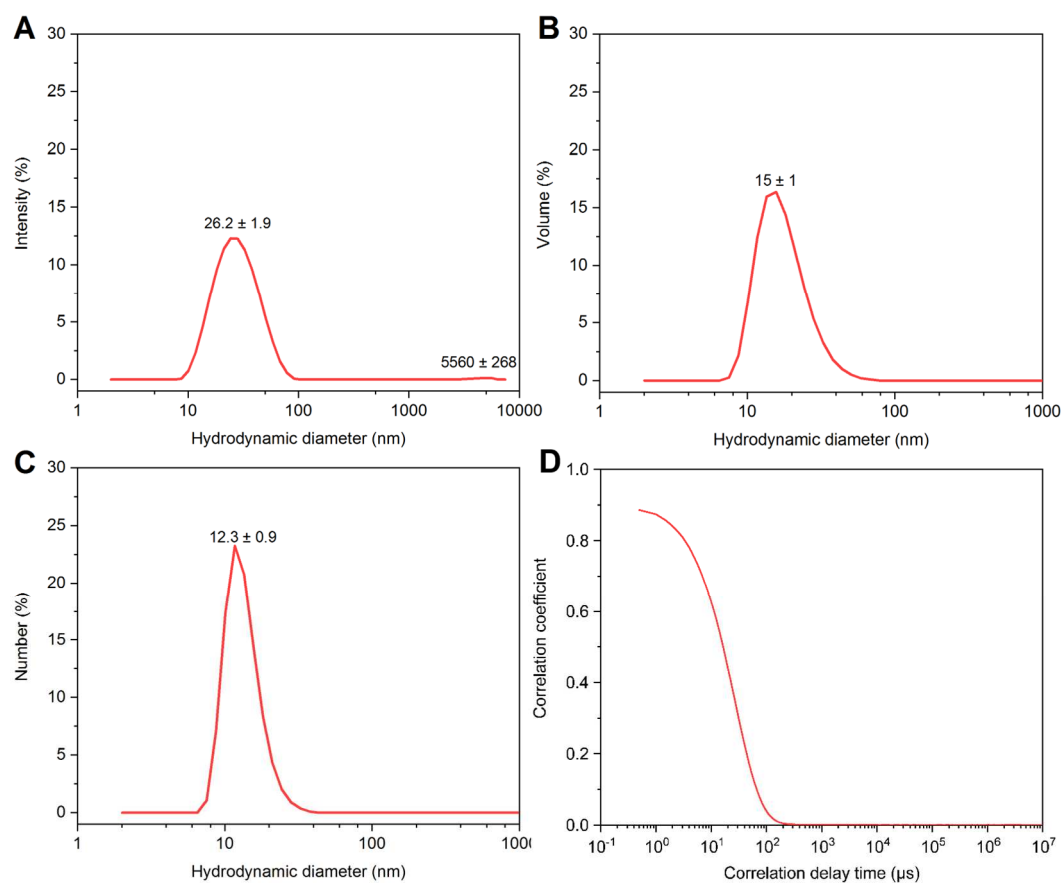 A
30
25
20
15
10
5
0
Intensity (%)
26.2 ± 1.9
5560 ± 268
1 10 100 1000 10000
Hydrodynamic diameter (nm)
B
30
25
20
15
10
5
0
Volume (%)
15 ± 1
1 10 100 1000
Hydrodynamic diameter (nm)
C
30
25
20
15
10
5
0
Number (%)
12.3 ± 0.9
1 10 100 1000
Hydrodynamic diameter (nm)
D
1.0
0.8
0.6
0.4
0.2
0.0
Correlation coefficient
10⁻¹ 10⁰ 10¹ 10² 10³ 10⁴ 10⁵ 10⁶ 10⁷
Correlation delay time (µs)